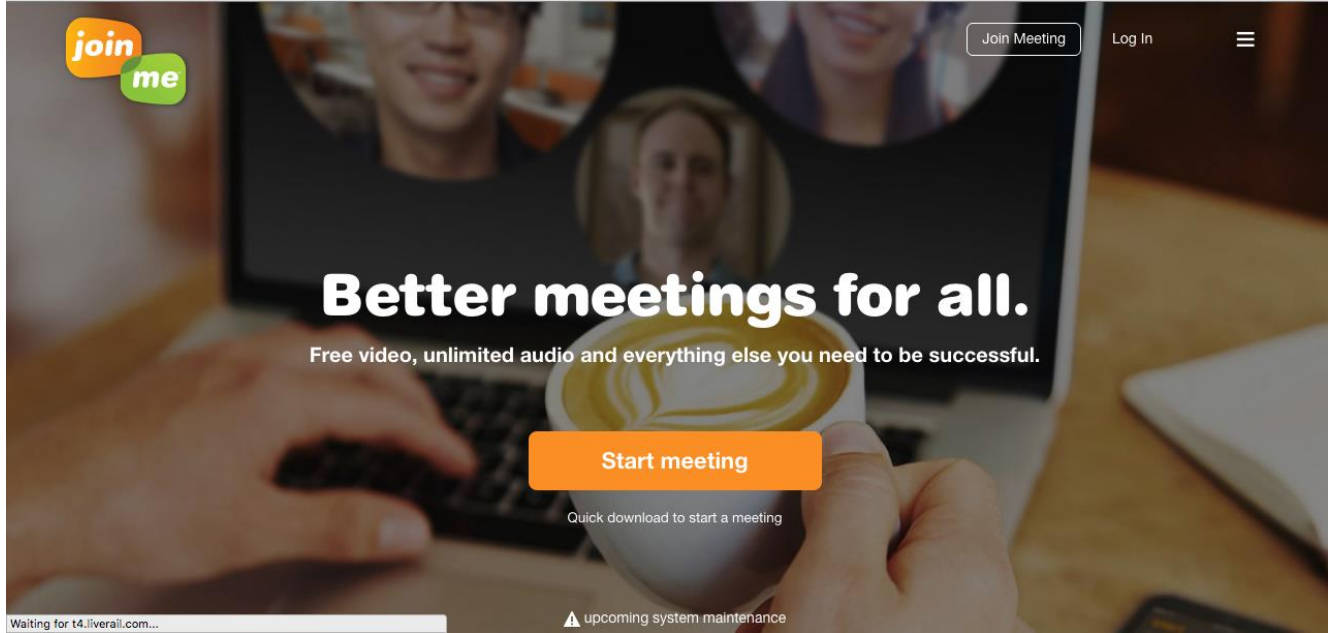 join
me
Join Meeting
Log In
Better meetings for all.
Free video, unlimited audio and everything else you need to be successful.
Start meeting
Quick download to start a meeting
upcoming system maintenance
Waiting for t4.liverail.com...